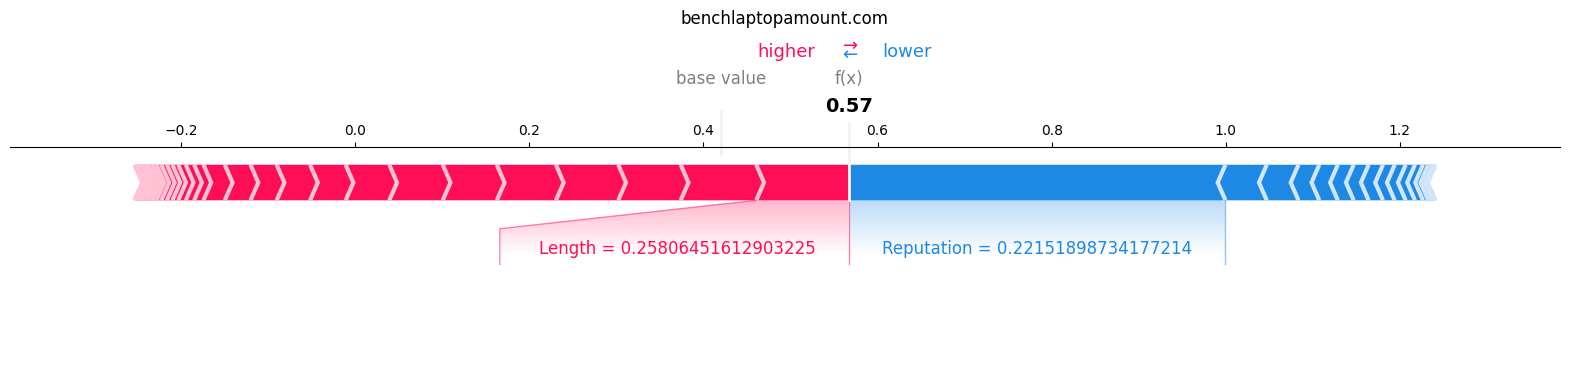 benchlaptopamount.com
higher → ← lower
base value f(x)
0.57
−0.2 0.0 0.2 0.4 0.6 0.8 1.0 1.2
Length = 0.25806451612903225 Reputation = 0.22151898734177214